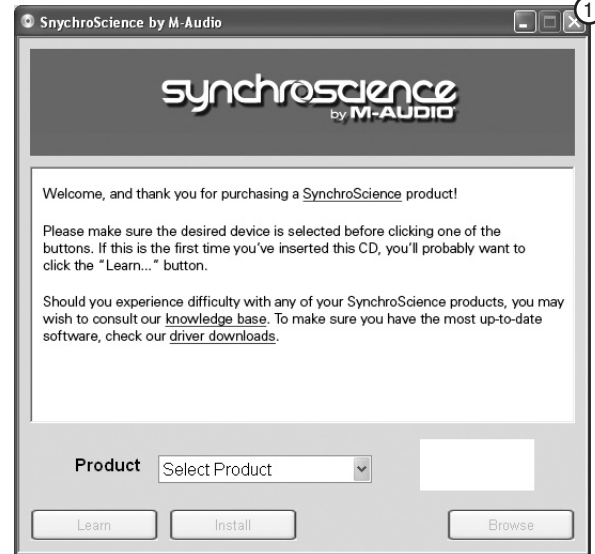 SnychroScience by M-Audio
1
synchroscience
by M-AUDIO
Welcome, and thank you for purchasing a SynchroScience product!
Please make sure the desired device is selected before clicking one of the
buttons. If this is the first time you've inserted this CD, you'll probably want to
click the "Learn..." button.
Should you experience difficulty with any of your SynchroScience products, you may
wish to consult our knowledge base. To make sure you have the most up-to-date
software, check our driver downloads.
Product
Select Product
Learn
Install
Browse